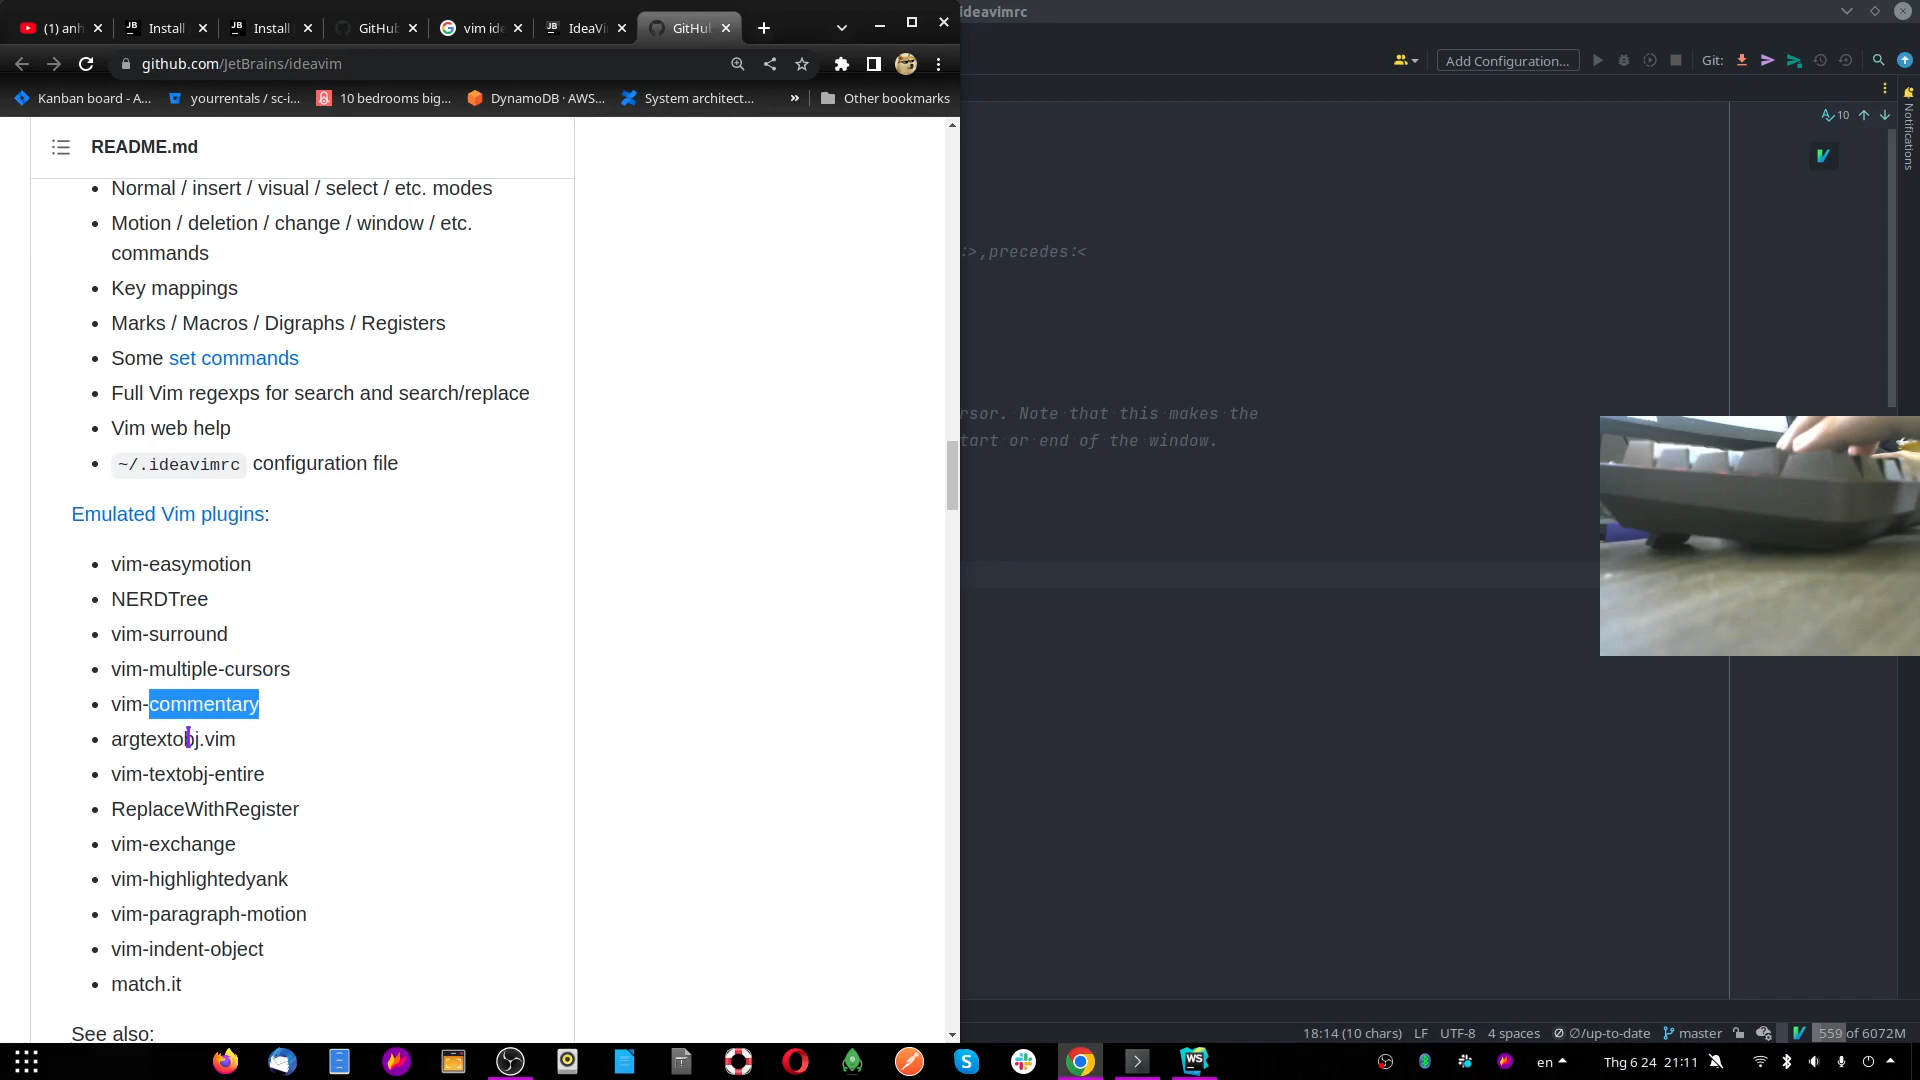 (1) anh
Install
Install
GitHub
vim ide
IdeaVi
GitHub
ideavimrc
github.com/JetBrains/ideavim
Add Configuration...
Git:
Kanban board - A...
yourrentals / sc-i...
10 bedrooms big...
DynamoDB · AWS...
System architect...
»
Other bookmarks
10
Notifications
README.md
Normal / insert / visual / select / etc. modes
Motion / deletion / change / window / etc.
commands
Key mappings
Marks / Macros / Digraphs / Registers
Some set commands
Full Vim regexps for search and search/replace
Vim web help
~/.ideavimrc configuration file
Emulated Vim plugins:
vim-easymotion
NERDTree
vim-surround
vim-multiple-cursors
vim-commentary
argtextobj.vim
vim-textobj-entire
ReplaceWithRegister
vim-exchange
vim-highlightedyank
vim-paragraph-motion
vim-indent-object
match.it
See also:
:>,precedes:<
rsor. Note that this makes the
tart or end of the window.
18:14 (10 chars)
LF
UTF-8
4 spaces
∅/up-to-date
master
559 of 6072M
WS
en
Thg 6 24 21:11